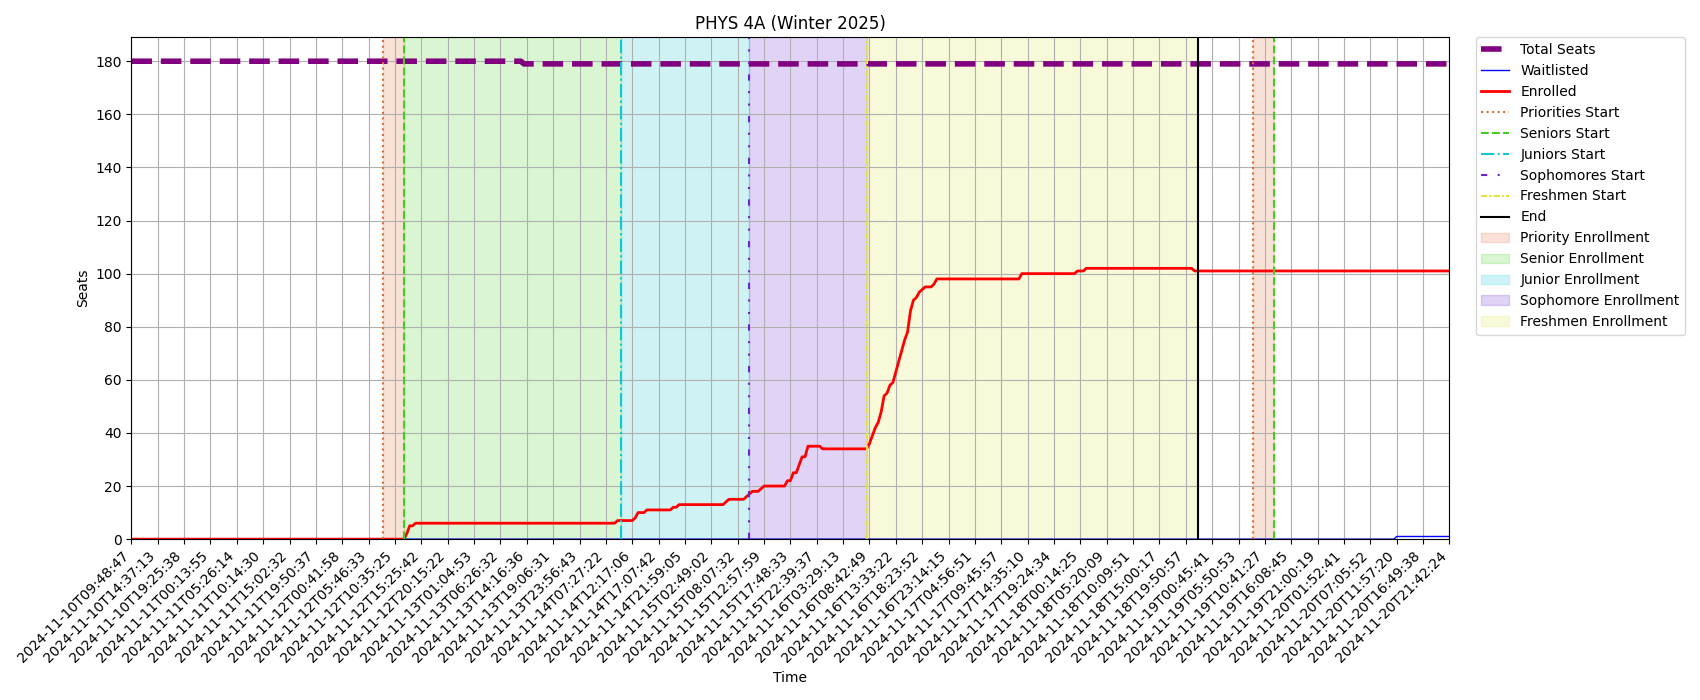 PHYS 4A (Winter 2025)
Seats
180
160
140
120
100
80
60
40
20
0
2024-11-10T09:48:47
2024-11-10T14:37:13
2024-11-10T19:25:38
2024-11-11T00:13:55
2024-11-11T05:26:14
2024-11-11T10:14:30
2024-11-11T15:02:32
2024-11-11T19:50:37
2024-11-12T00:41:58
2024-11-12T05:46:33
2024-11-12T10:35:25
2024-11-12T15:25:42
2024-11-12T20:15:22
2024-11-13T01:04:53
2024-11-13T06:26:32
2024-11-13T14:16:36
2024-11-13T19:06:31
2024-11-13T23:56:43
2024-11-14T07:27:22
2024-11-14T12:17:06
2024-11-14T17:07:42
2024-11-14T21:59:05
2024-11-15T02:49:02
2024-11-15T08:07:32
2024-11-15T12:57:59
2024-11-15T17:48:33
2024-11-15T22:39:37
2024-11-16T03:29:13
2024-11-16T08:42:49
2024-11-16T13:33:22
2024-11-16T18:23:52
2024-11-16T23:14:15
2024-11-17T04:56:51
2024-11-17T09:45:57
2024-11-17T14:35:10
2024-11-17T19:24:34
2024-11-18T00:14:25
2024-11-18T05:20:09
2024-11-18T10:09:51
2024-11-18T15:00:17
2024-11-18T19:50:57
2024-11-19T00:45:41
2024-11-19T05:50:53
2024-11-19T10:41:27
2024-11-19T16:08:45
2024-11-19T21:00:19
2024-11-20T01:52:41
2024-11-20T07:05:52
2024-11-20T11:57:20
2024-11-20T16:49:38
2024-11-20T21:42:24
Time
Total Seats
Waitlisted
Enrolled
Priorities Start
Seniors Start
Juniors Start
Sophomores Start
Freshmen Start
End
Priority Enrollment
Senior Enrollment
Junior Enrollment
Sophomore Enrollment
Freshmen Enrollment